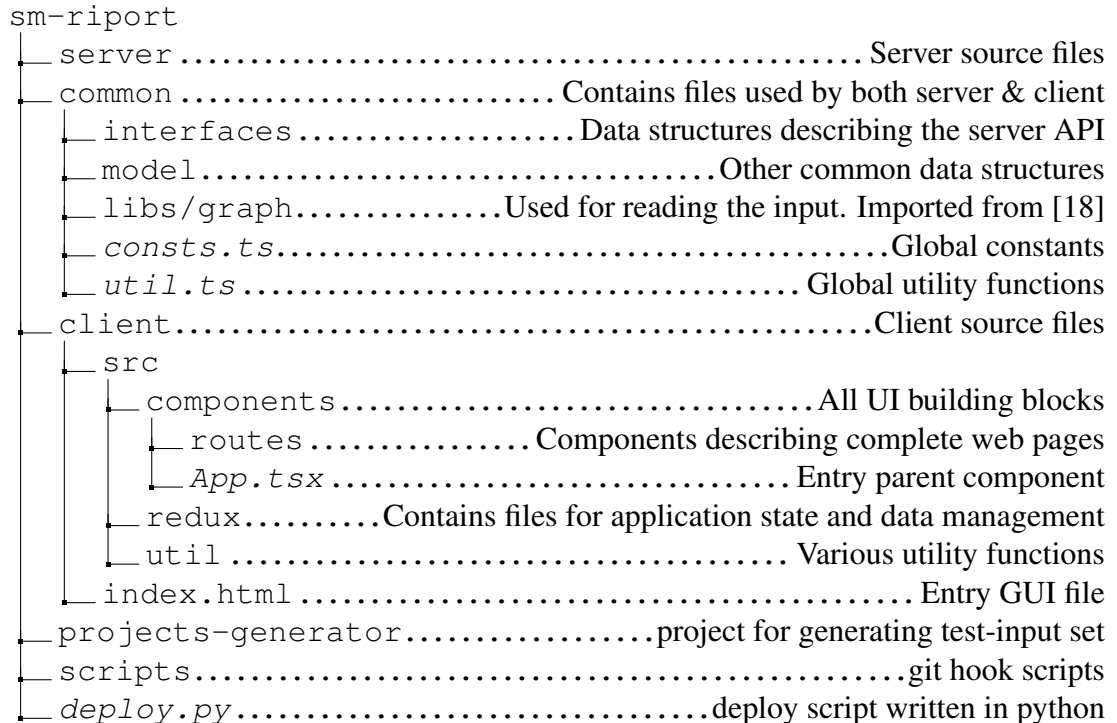 sm-riport
server ................................................. Server source files
common ........................... Contains files used by both server & client
interfaces.................... Data structures describing the server API
model.....................................Other common data structures
libs/graph...............Used for reading the input. Imported from [18]
consts.ts............................................Global constants
util.ts ........................................ Global utility functions
client..................................................Client source files
src
components..................................All UI building blocks
routes ................ Components describing complete web pages
App.tsx ................................. Entry parent component
redux..........Contains files for application state and data management
util ........................................ Various utility functions
index.html ............................................ Entry GUI file
projects-generator..................project for generating test-input set
scripts...................................................git hook scripts
deploy.py..................................deploy script written in python